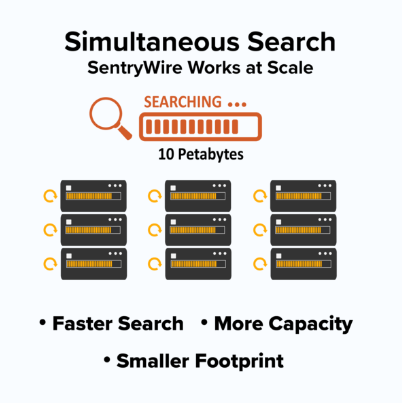 Simultaneous Search
SentryWire Works at Scale
SEARCHING ...
10 Petabytes
• Faster Search • More Capacity
• Smaller Footprint